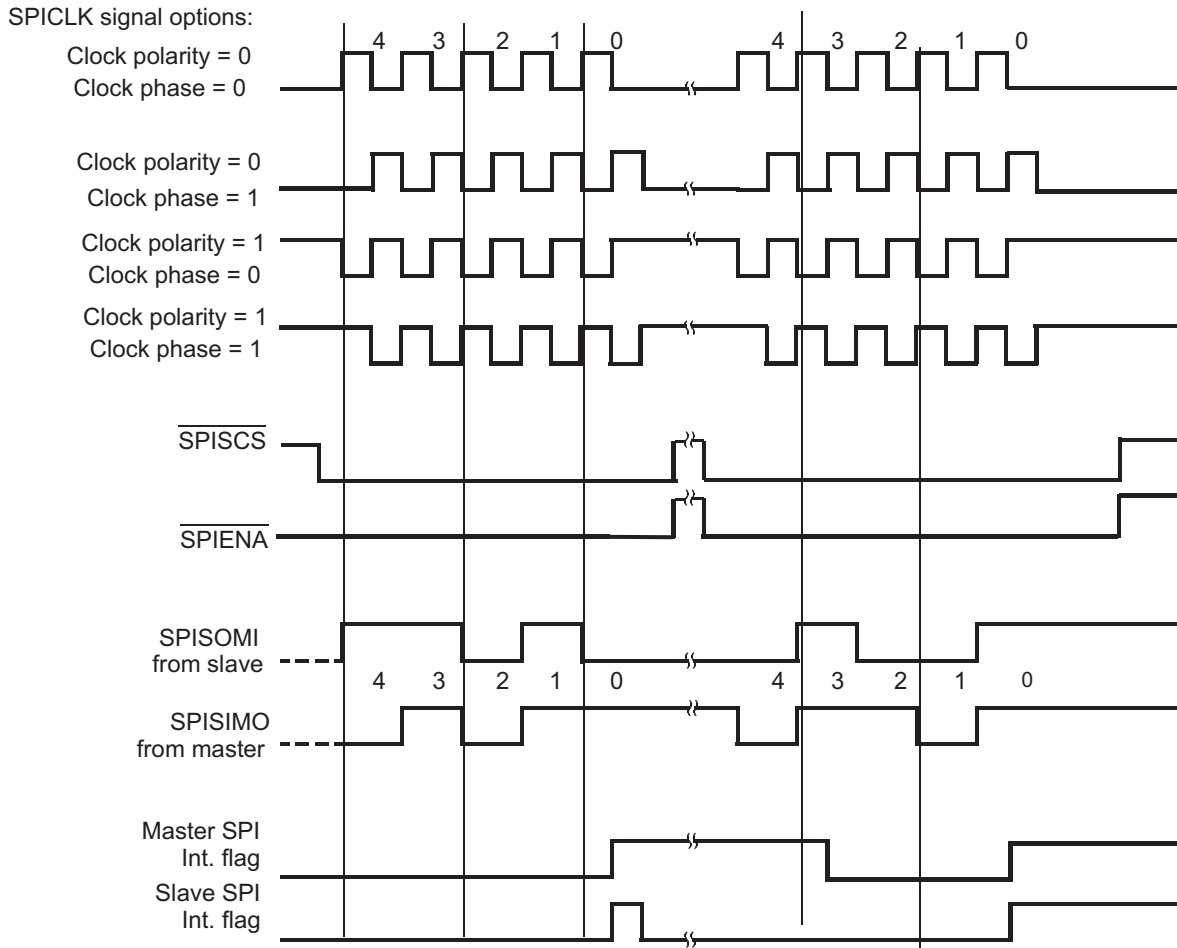 SPICLK signal options:
4 3 2 1 0 4 3 2 1 0
Clock polarity = 0
Clock phase = 0
Clock polarity = 0
Clock phase = 1
Clock polarity = 1
Clock phase = 0
Clock polarity = 1
Clock phase = 1
SPISCS
SPIENA
SPISOMI
from slave
4 3 2 1 0 4 3 2 1 0
SPISIMO
from master
Master SPI
Int. flag
Slave SPI
Int. flag